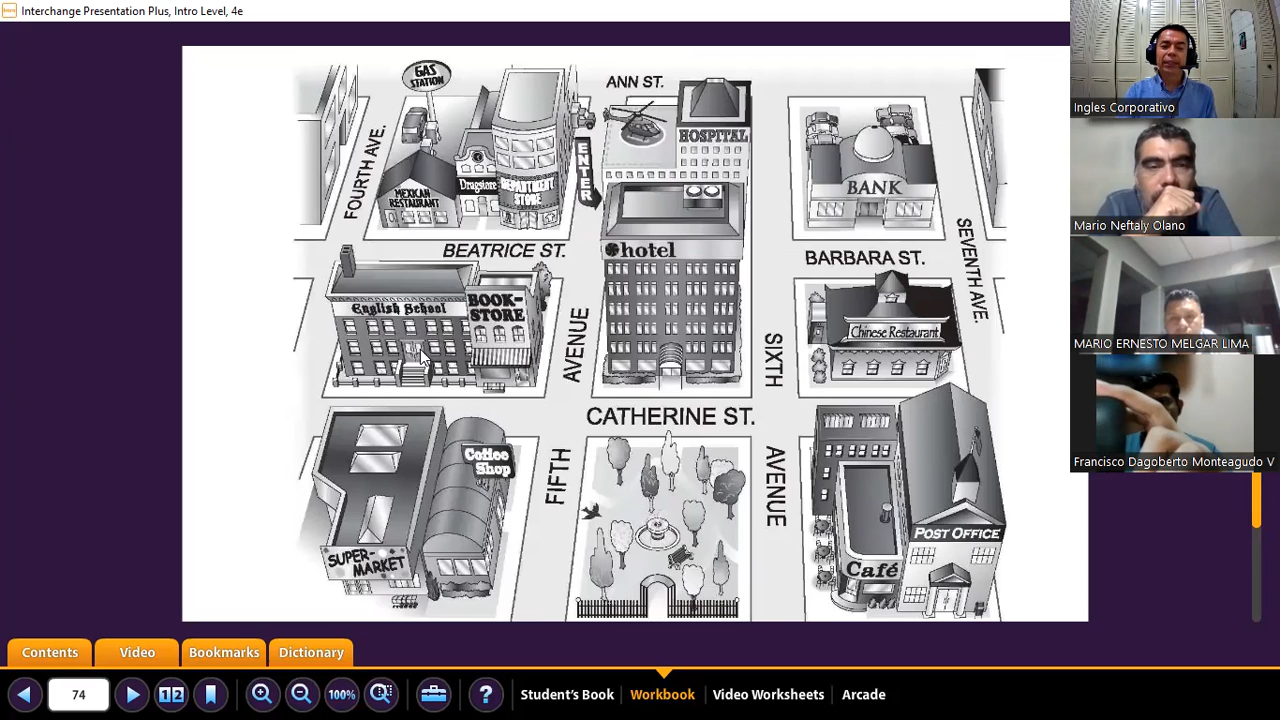 Interchange Presentation Plus, Intro Level, 4e
GAS
STATION
ANN ST.
HOSPITAL
FOURTH AVE.
MEXICAN
RESTAURANT
Drugstore
DEPARTMENT
STORE
ENTER
BANK
BEATRICE ST.
hotel
BARBARA ST.
SEVENTH AVE.
English School
BOOK-
STORE
AVENUE
SIXTH
Chinese Restaurant
CATHERINE ST.
Coffee
Shop
FIFTH
AVENUE
SUPER-
MARKET
Café
POST OFFICE
Ingles Corporativo
Mario Neftaly Olano
MARIO ERNESTO MELGAR LIMA
Francisco Dagoberto Monteagudo V
Contents
Video
Bookmarks
Dictionary
74
1 2
100%
?
Student's Book
Workbook
Video Worksheets
Arcade